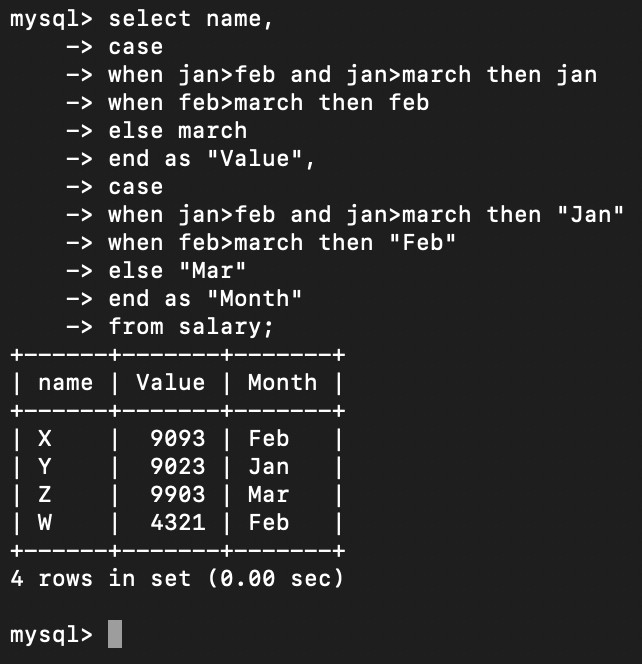 mysql> select name,
    -> case
    -> when jan>feb and jan>march then jan
    -> when feb>march then feb
    -> else march
    -> end as "Value",
    -> case
    -> when jan>feb and jan>march then "Jan"
    -> when feb>march then "Feb"
    -> else "Mar"
    -> end as "Month"
    -> from salary;
+------+-------+-------+
| name | Value | Month |
+------+-------+-------+
| X    |  9093 | Feb   |
| Y    |  9023 | Jan   |
| Z    |  9903 | Mar   |
| W    |  4321 | Feb   |
+------+-------+-------+
4 rows in set (0.00 sec)

mysql>